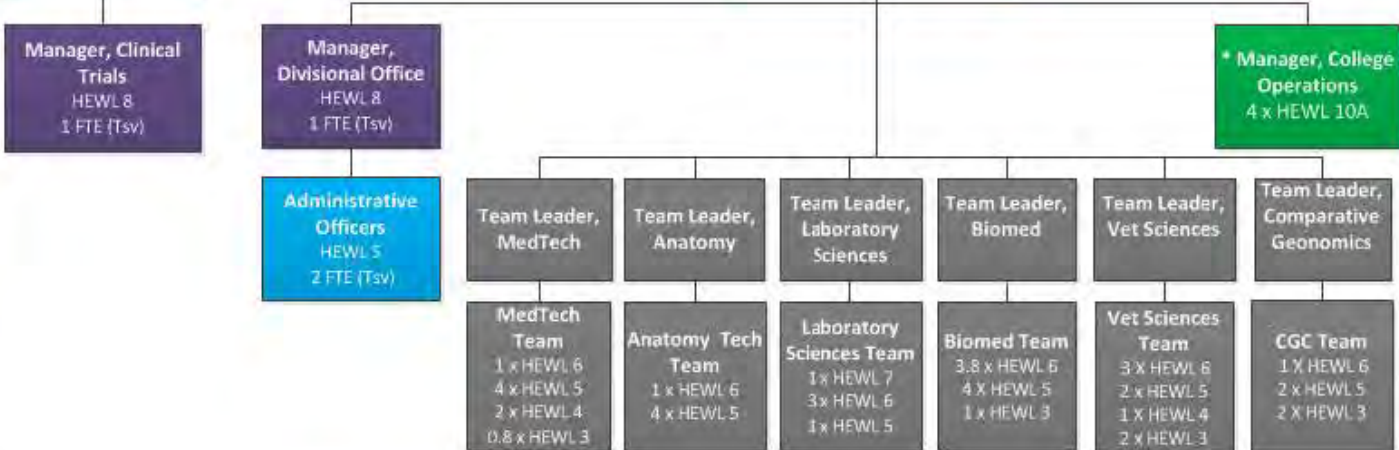 Manager, Clinical
Trials
HEWL 8
1 FTE (Tsv)
Manager,
Divisional Office
HEWL 8
1 FTE (Tsv)
* Manager, College
Operations
4 x HEWL 10A
Administrative
Officers
HEWL 5
2 FTE (Tsv)
Team Leader,
MedTech
Team Leader,
Anatomy
Team Leader,
Laboratory
Sciences
Team Leader,
Biomed
Team Leader,
Vet Sciences
Team Leader,
Comparative
Geonomics
MedTech
Team
1 x HEWL 6
4 x HEWL 5
2 x HEWL 4
0.8 x HEWL 3
Anatomy Tech
Team
1 x HEWL 6
4 x HEWL 5
Laboratory
Sciences Team
1 x HEWL 7
3 x HEWL 6
1 x HEWL 5
Biomed Team
3.8 x HEWL 6
4 X HEWL 5
1 x HEWL 3
Vet Sciences
Team
3 X HEWL 6
2 x HEWL 5
1 X HEWL 4
2 x HEWL 3
CGC Team
1 X HEWL 6
2 x HEWL 5
2 X HEWL 3